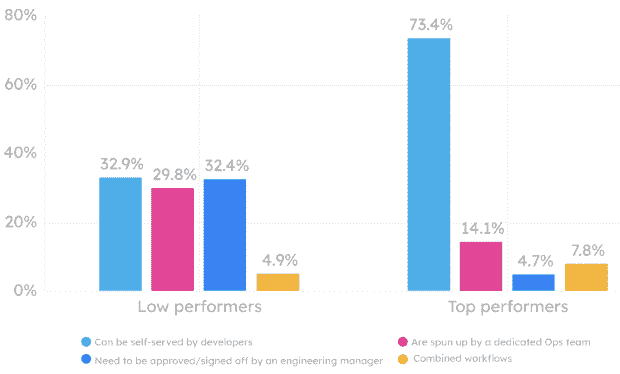 80%
73.4%
60%
40%
32.9%
29.8%
32.4%
20%
14.1%
4.9%
4.7%
7.8%
0%
Low performers
Top performers
Can be self-served by developers
Are spun up by a dedicated Ops team
Need to be approved/signed off by an engineering manager
Combined workflows